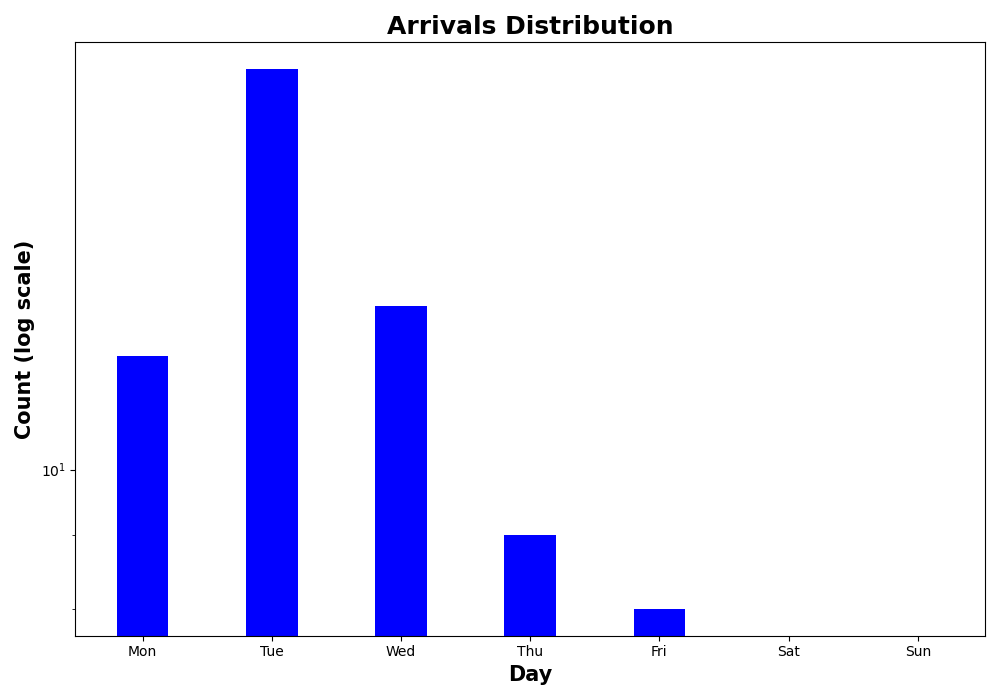 Arrivals Distribution
Count (log scale)
10¹
Mon Tue Wed Thu Fri Sat Sun
Day